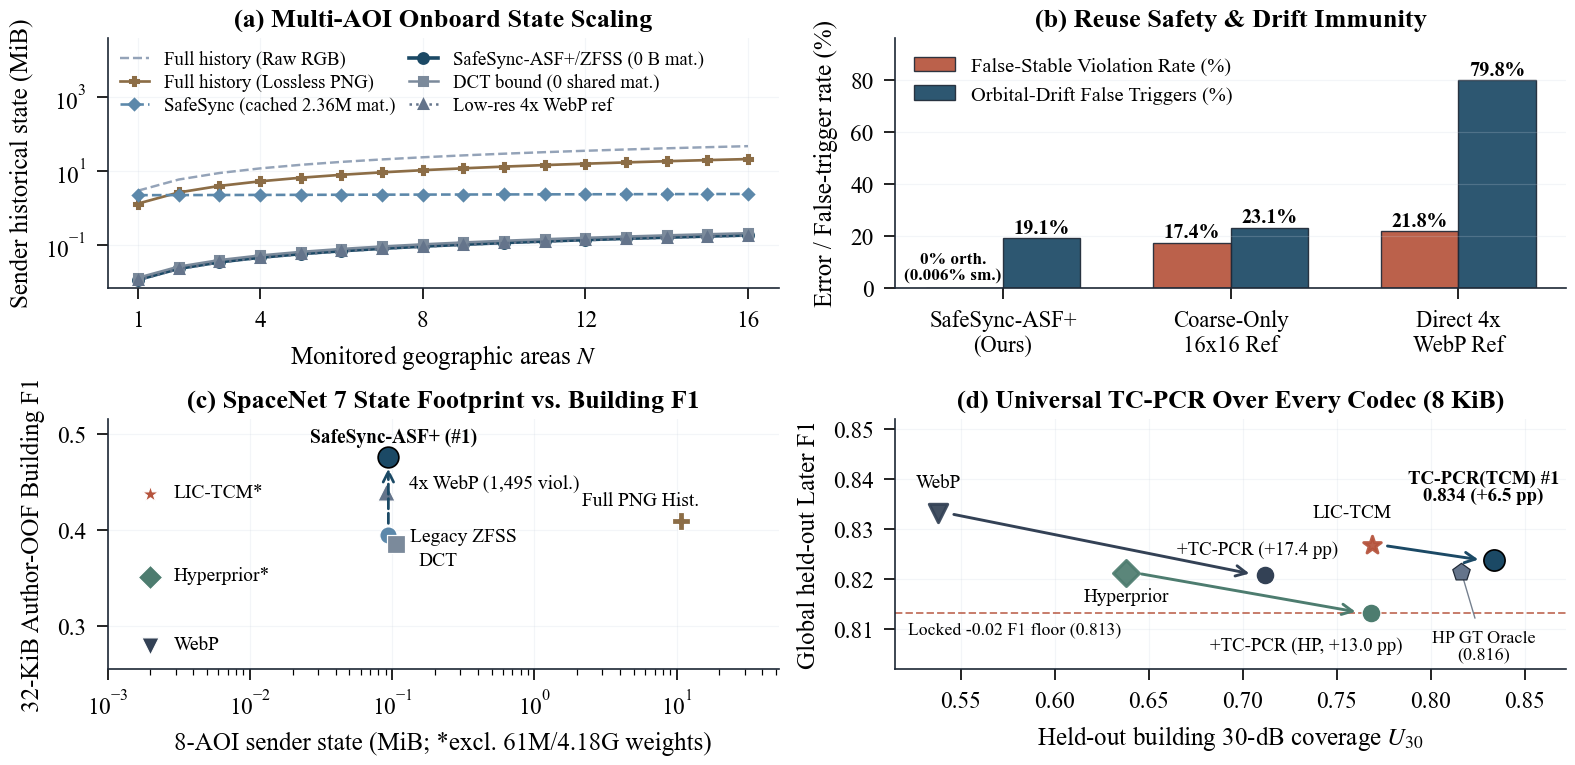 (a) Multi-AOI Onboard State Scaling
Sender historical state (MiB)
Full history (Raw RGB)
Full history (Lossless PNG)
SafeSync (cached 2.36M mat.)
SafeSync-ASF+/ZFSS (0 B mat.)
DCT bound (0 shared mat.)
Low-res 4x WebP ref
10³
10¹
10⁻¹
1 4 8 12 16
Monitored geographic areas N
(b) Reuse Safety & Drift Immunity
Error / False-trigger rate (%)
False-Stable Violation Rate (%)
Orbital-Drift False Triggers (%)
80
60
40
20
0
0% orth.
(0.006% sm.)
19.1%
17.4%
23.1%
21.8%
79.8%
SafeSync-ASF+
(Ours)
Coarse-Only
16x16 Ref
Direct 4x
WebP Ref
(c) SpaceNet 7 State Footprint vs. Building F1
32-KiB Author-OOF Building F1
0.5
0.4
0.3
SafeSync-ASF+ (#1)
LIC-TCM*
4x WebP (1,495 viol.)
Full PNG Hist.
Legacy ZFSS
DCT
Hyperprior*
WebP
10⁻³ 10⁻² 10⁻¹ 10⁰ 10¹
8-AOI sender state (MiB; *excl. 61M/4.18G weights)
(d) Universal TC-PCR Over Every Codec (8 KiB)
Global held-out Later F1
0.85
0.84
0.83
0.82
0.81
WebP
TC-PCR(TCM) #1
0.834 (+6.5 pp)
LIC-TCM
+TC-PCR (+17.4 pp)
Hyperprior
Locked -0.02 F1 floor (0.813)
+TC-PCR (HP, +13.0 pp)
HP GT Oracle
(0.816)
0.55 0.60 0.65 0.70 0.75 0.80 0.85
Held-out building 30-dB coverage U₃₀